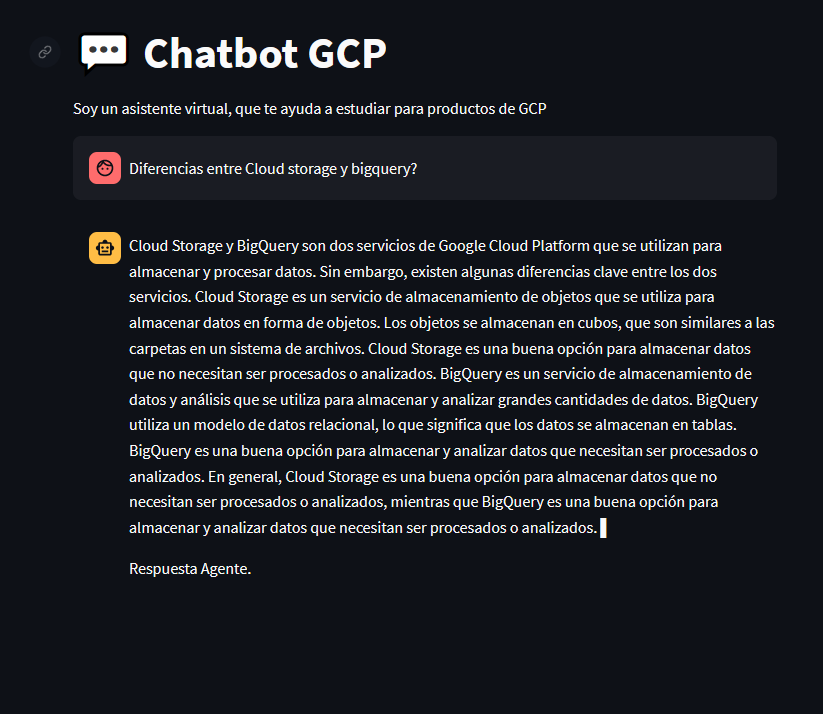 Chatbot GCP
Soy un asistente virtual, que te ayuda a estudiar para productos de GCP
Diferencias entre Cloud storage y bigquery?
Cloud Storage y BigQuery son dos servicios de Google Cloud Platform que se utilizan para
almacenar y procesar datos. Sin embargo, existen algunas diferencias clave entre los dos
servicios. Cloud Storage es un servicio de almacenamiento de objetos que se utiliza para
almacenar datos en forma de objetos. Los objetos se almacenan en cubos, que son similares a las
carpetas en un sistema de archivos. Cloud Storage es una buena opción para almacenar datos
que no necesitan ser procesados o analizados. BigQuery es un servicio de almacenamiento de
datos y análisis que se utiliza para almacenar y analizar grandes cantidades de datos. BigQuery
utiliza un modelo de datos relacional, lo que significa que los datos se almacenan en tablas.
BigQuery es una buena opción para almacenar y analizar datos que necesitan ser procesados o
analizados. En general, Cloud Storage es una buena opción para almacenar datos que no
necesitan ser procesados o analizados, mientras que BigQuery es una buena opción para
almacenar y analizar datos que necesitan ser procesados o analizados.
Respuesta Agente.